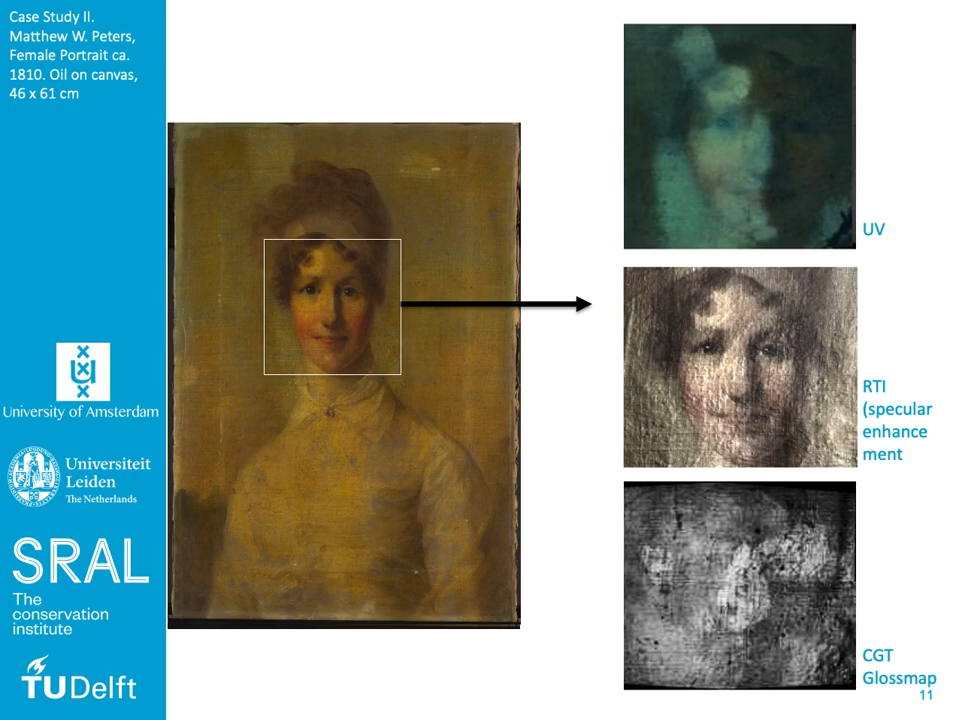 Case Study II.
Matthew W. Peters,
Female Portrait ca.
1810. Oil on canvas,
46 x 61 cm
UV
RTI
(specular
enhance
ment
CGT
Glossmap
11
University of Amsterdam
Universiteit
Leiden
The Netherlands
SRAL
The
conservation
institute
TUDelft